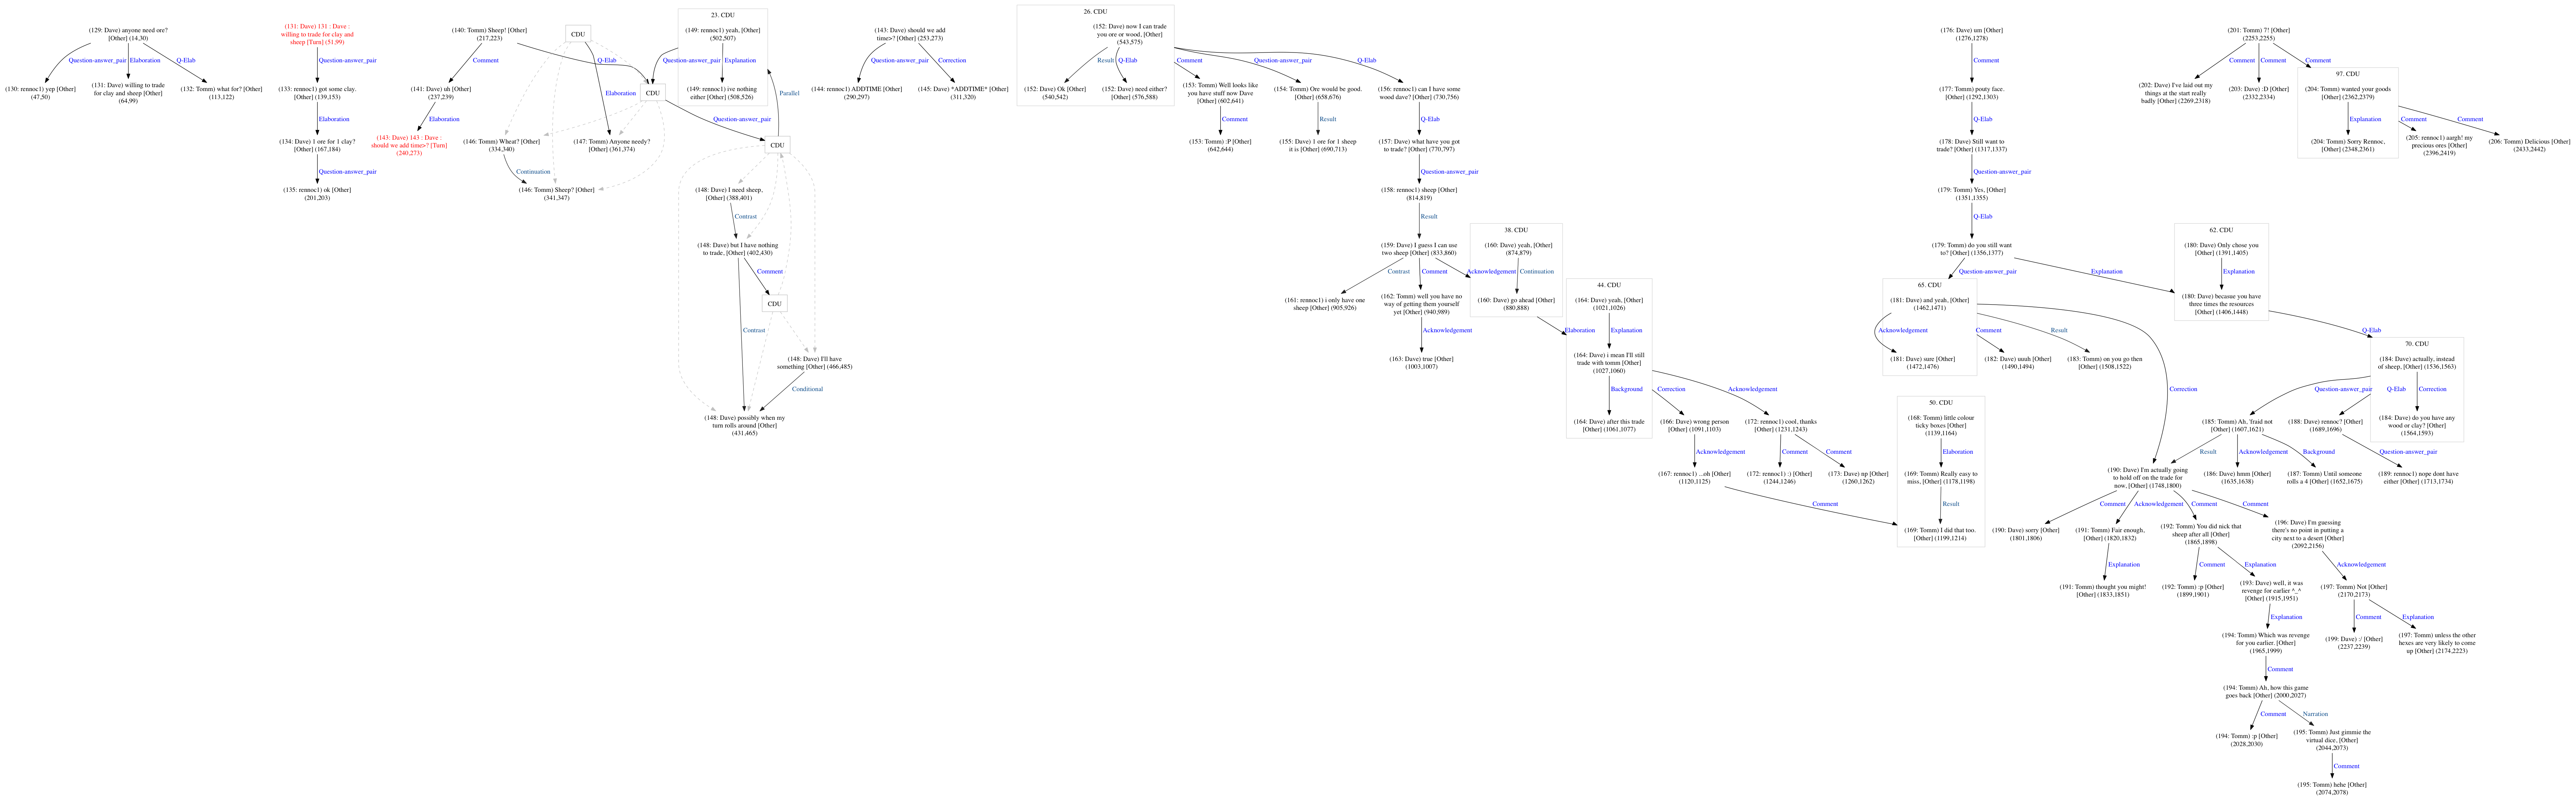 (129: Dave) anyone need ore?
[Other] (14,30)
Question-answer_pair
Elaboration
Q-Elab
(130: rennoc1) yep [Other]
(47,50)
(131: Dave) willing to trade
for clay and sheep [Other]
(64,99)
(132: Tomm) what for? [Other]
(113,122)
(131: Dave) 131 : Dave :
willing to trade for clay and
sheep [Turn] (51,99)
Question-answer_pair
(133: rennoc1) got some clay.
[Other] (139,153)
Elaboration
(134: Dave) 1 ore for 1 clay?
[Other] (167,184)
Question-answer_pair
(135: rennoc1) ok [Other]
(201,203)
(140: Tomm) Sheep! [Other]
(217,223)
Comment
(141: Dave) uh [Other]
(237,239)
Elaboration
(143: Dave) 143 : Dave :
should we add time>? [Turn]
(240,273)
CDU
Q-Elab
Elaboration
CDU
(146: Tomm) Wheat? [Other]
(334,340)
Continuation
(146: Tomm) Sheep? [Other]
(341,347)
(147: Tomm) Anyone needy?
[Other] (361,374)
23. CDU
(149: rennoc1) yeah, [Other]
(502,507)
Question-answer_pair
Explanation
(149: rennoc1) ive nothing
either [Other] (508,526)
Parallel
Question-answer_pair
CDU
(148: Dave) I need sheep,
[Other] (388,401)
Contrast
(148: Dave) but I have nothing
to trade, [Other] (402,430)
Comment
CDU
Contrast
(148: Dave) I'll have
something [Other] (466,485)
Conditional
(148: Dave) possibly when my
turn rolls around [Other]
(431,465)
(143: Dave) should we add
time>? [Other] (253,273)
Question-answer_pair
Correction
(144: rennoc1) ADDTIME [Other]
(290,297)
(145: Dave) *ADDTIME* [Other]
(311,320)
26. CDU
(152: Dave) now I can trade
you ore or wood, [Other]
(543,575)
Result
Q-Elab
(152: Dave) Ok [Other]
(540,542)
(152: Dave) need either?
[Other] (576,588)
Comment
Question-answer_pair
Q-Elab
(153: Tomm) Well looks like
you have stuff now Dave
[Other] (602,641)
Comment
(153: Tomm) :P [Other]
(642,644)
(154: Tomm) Ore would be good.
[Other] (658,676)
Result
(155: Dave) 1 ore for 1 sheep
it is [Other] (690,713)
(156: rennoc1) can I have some
wood dave? [Other] (730,756)
Q-Elab
(157: Dave) what have you got
to trade? [Other] (770,797)
Question-answer_pair
(158: rennoc1) sheep [Other]
(814,819)
Result
(159: Dave) I guess I can use
two sheep [Other] (833,860)
Contrast
Comment
Acknowledgement
(161: rennoc1) i only have one
sheep [Other] (905,926)
(162: Tomm) well you have no
way of getting them yourself
yet [Other] (940,989)
Acknowledgement
(163: Dave) true [Other]
(1003,1007)
38. CDU
(160: Dave) yeah, [Other]
(874,879)
Continuation
(160: Dave) go ahead [Other]
(880,888)
Elaboration
44. CDU
(164: Dave) yeah, [Other]
(1021,1026)
Explanation
(164: Dave) i mean I'll still
trade with tomm [Other]
(1027,1060)
Background
(164: Dave) after this trade
[Other] (1061,1077)
Correction
Acknowledgement
(166: Dave) wrong person
[Other] (1091,1103)
Acknowledgement
(167: rennoc1) ...oh [Other]
(1120,1125)
Comment
(172: rennoc1) cool, thanks
[Other] (1231,1243)
Comment
Comment
(172: rennoc1) :) [Other]
(1244,1246)
(173: Dave) np [Other]
(1260,1262)
50. CDU
(168: Tomm) little colour
ticky boxes [Other]
(1139,1164)
Elaboration
(169: Tomm) Really easy to
miss, [Other] (1178,1198)
Result
(169: Tomm) I did that too.
[Other] (1199,1214)
(176: Dave) um [Other]
(1276,1278)
Comment
(177: Tomm) pouty face.
[Other] (1292,1303)
Q-Elab
(178: Dave) Still want to
trade? [Other] (1317,1337)
Question-answer_pair
(179: Tomm) Yes, [Other]
(1351,1355)
Q-Elab
(179: Tomm) do you still want
to? [Other] (1356,1377)
Question-answer_pair
Explanation
65. CDU
(181: Dave) and yeah, [Other]
(1462,1471)
Acknowledgement
(181: Dave) sure [Other]
(1472,1476)
Comment
Result
Correction
(182: Dave) uuuh [Other]
(1490,1494)
(183: Tomm) on you go then
[Other] (1508,1522)
62. CDU
(180: Dave) Only chose you
[Other] (1391,1405)
Explanation
(180: Dave) becasue you have
three times the resources
[Other] (1406,1448)
Q-Elab
70. CDU
(184: Dave) actually, instead
of sheep, [Other] (1536,1563)
Question-answer_pair
Q-Elab
Correction
(184: Dave) do you have any
wood or clay? [Other]
(1564,1593)
(185: Tomm) Ah, 'fraid not
[Other] (1607,1621)
(188: Dave) rennoc? [Other]
(1689,1696)
Result
Acknowledgement
Background
Question-answer_pair
(190: Dave) I'm actually going
to hold off on the trade for
now, [Other] (1748,1800)
(186: Dave) hmm [Other]
(1635,1638)
(187: Tomm) Until someone
rolls a 4 [Other] (1652,1675)
(189: rennoc1) nope dont have
either [Other] (1713,1734)
Comment
Acknowledgement
Comment
Comment
(190: Dave) sorry [Other]
(1801,1806)
(191: Tomm) Fair enough,
[Other] (1820,1832)
Explanation
(191: Tomm) thought you might!
[Other] (1833,1851)
(192: Tomm) You did nick that
sheep after all [Other]
(1865,1898)
Comment
Explanation
(192: Tomm) :p [Other]
(1899,1901)
(193: Dave) well, it was
revenge for earlier ^_^
[Other] (1915,1951)
Explanation
(194: Tomm) Which was revenge
for you earlier. [Other]
(1965,1999)
Comment
(194: Tomm) Ah, how this game
goes back [Other] (2000,2027)
Comment
Narration
(194: Tomm) :p [Other]
(2028,2030)
(195: Tomm) Just gimmie the
virtual dice, [Other]
(2044,2073)
Comment
(195: Tomm) hehe [Other]
(2074,2078)
(196: Dave) I'm guessing
there's no point in putting a
city next to a desert [Other]
(2092,2156)
Acknowledgement
(197: Tomm) Not [Other]
(2170,2173)
Comment
Explanation
(199: Dave) :/ [Other]
(2237,2239)
(197: Tomm) unless the other
hexes are very likely to come
up [Other] (2174,2223)
(201: Tomm) 7! [Other]
(2253,2255)
Comment
Comment
Comment
(202: Dave) I've laid out my
things at the start really
badly [Other] (2269,2318)
(203: Dave) :D [Other]
(2332,2334)
97. CDU
(204: Tomm) wanted your goods
[Other] (2362,2379)
Explanation
(204: Tomm) Sorry Rennoc,
[Other] (2348,2361)
Comment
Comment
(205: rennoc1) aargh! my
precious ores [Other]
(2396,2419)
(206: Tomm) Delicious [Other]
(2433,2442)